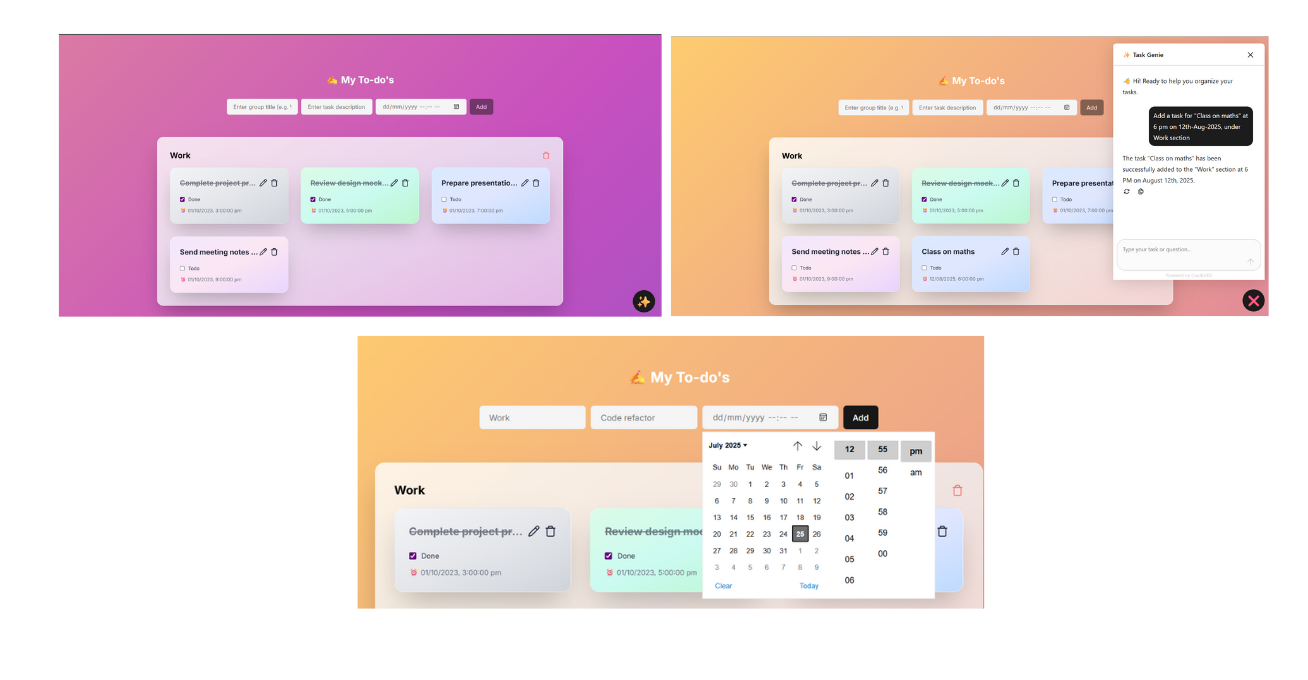 ✍️ My To-do's
Enter group title (e.g. Enter task description dd/mm/yyyy --:-- -- Add
Work
Complete project pr...
Done
01/10/2023, 3:00:00 pm
Review design mock...
Done
01/10/2023, 5:00:00 pm
Prepare presentatio...
Todo
01/10/2023, 7:00:00 pm
Send meeting notes ...
Todo
01/10/2023, 9:00:00 pm
✍️ My To-do's
Enter group title (e.g. Enter task description dd/mm/yyyy --:-- -- Add
Work
Complete project pr...
Done
01/10/2023, 3:00:00 pm
Review design mock...
Done
01/10/2023, 5:00:00 pm
Prepare presentat
Todo
01/10/2023, 7:00:00 pm
Send meeting notes ...
Todo
01/10/2023, 9:00:00 pm
Class on maths
Todo
12/08/2025, 6:00:00 pm
✨ Task Genie
👋 Hi! Ready to help you organize your
tasks.
Add a task for "Class on maths" at
6 pm on 12th-Aug-2025, under
Work section
The task "Class on maths" has been
successfully added to the "Work" section at 6
PM on August 12th, 2025.
Type your task or question...
Powered by CopilotKit
✍️ My To-do's
Work Code refactor dd/mm/yyyy --:-- -- Add
Work
Complete project pr...
Done
01/10/2023, 3:00:00 pm
Review design mo
Done
01/10/2023, 5:00:00 pm
July 2025
Su Mo Tu We Th Fr Sa
29 30 1 2 3 4 5
6 7 8 9 10 11 12
13 14 15 16 17 18 19
20 21 22 23 24 25 26
27 28 29 30 31 1 2
3 4 5 6 7 8 9
Clear Today
12 55 pm
01 56 am
02 57
03 58
04 59
05 00
06